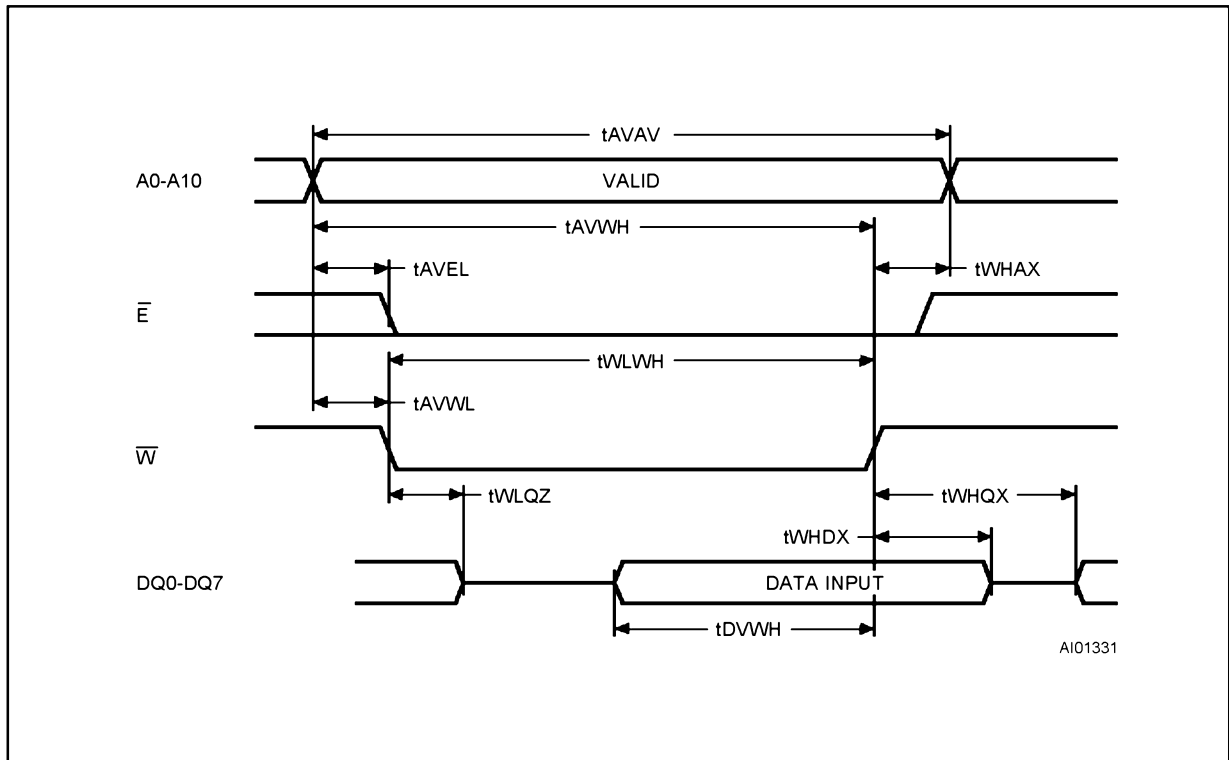 tAVAV
A0-A10
VALID
tAVWH
tAVEL
tWHAX
E̅
tWLWH
tAVWL
W̅
tWLQZ
tWHQX
tWHDX
DQ0-DQ7
DATA INPUT
tDVWH
AI01331